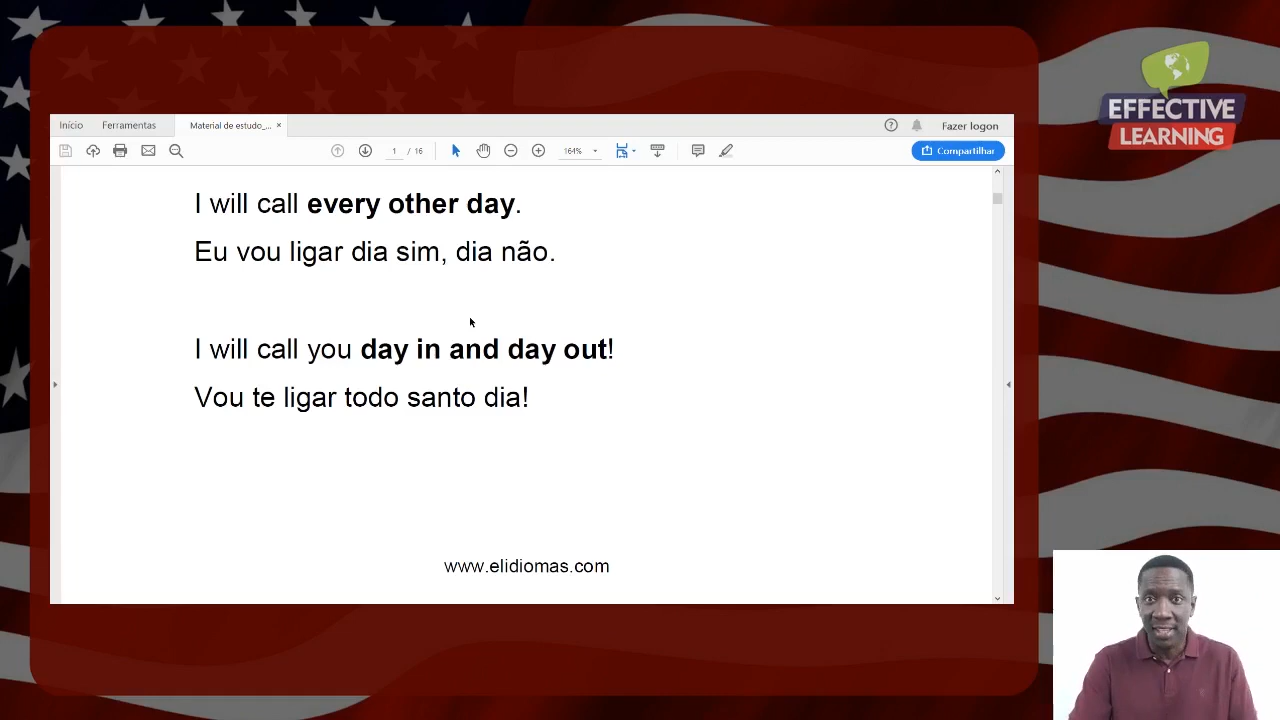 Início Ferramentas Material de estudo_... × Fazer logon
1 / 16 164% Compartilhar
I will call every other day.
Eu vou ligar dia sim, dia não.
I will call you day in and day out!
Vou te ligar todo santo dia!
www.elidiomas.com
EFFECTIVE
LEARNING